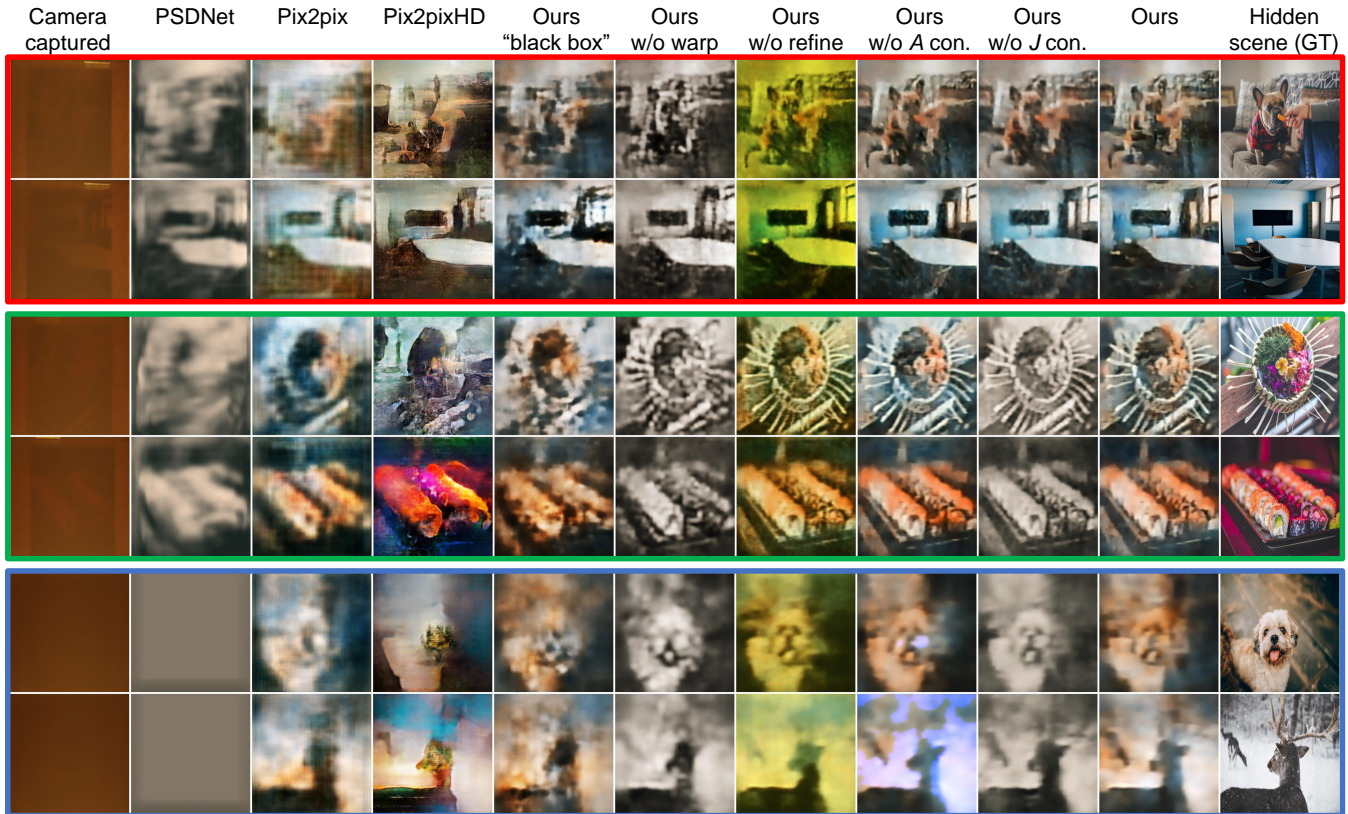 Camera captured
PSDNet
Pix2pix
Pix2pixHD
Ours “black box”
Ours w/o warp
Ours w/o refine
Ours w/o A con.
Ours w/o J con.
Ours
Hidden scene (GT)